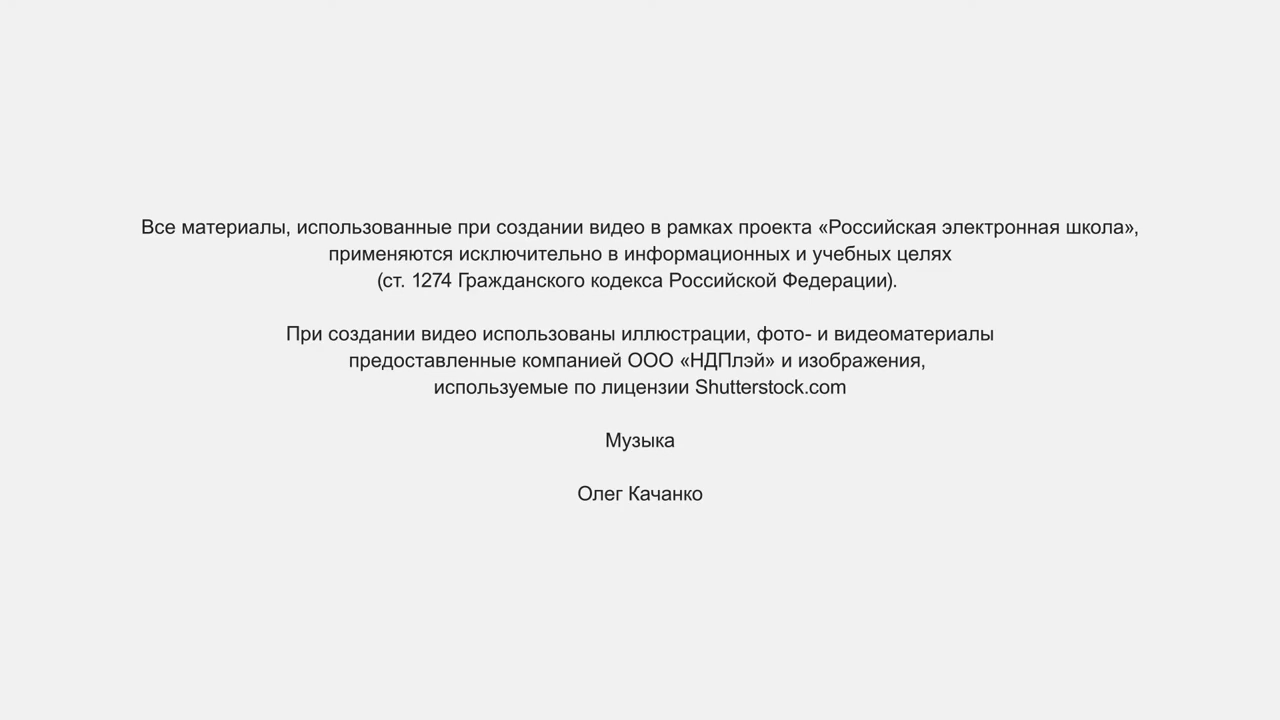 Все материалы, использованные при создании видео в рамках проекта «Российская электронная школа»,
применяются исключительно в информационных и учебных целях
(ст. 1274 Гражданского кодекса Российской Федерации).
При создании видео использованы иллюстрации, фото- и видеоматериалы
предоставленные компанией ООО «НДПлэй» и изображения,
используемые по лицензии Shutterstock.com
Музыка
Олег Качанко